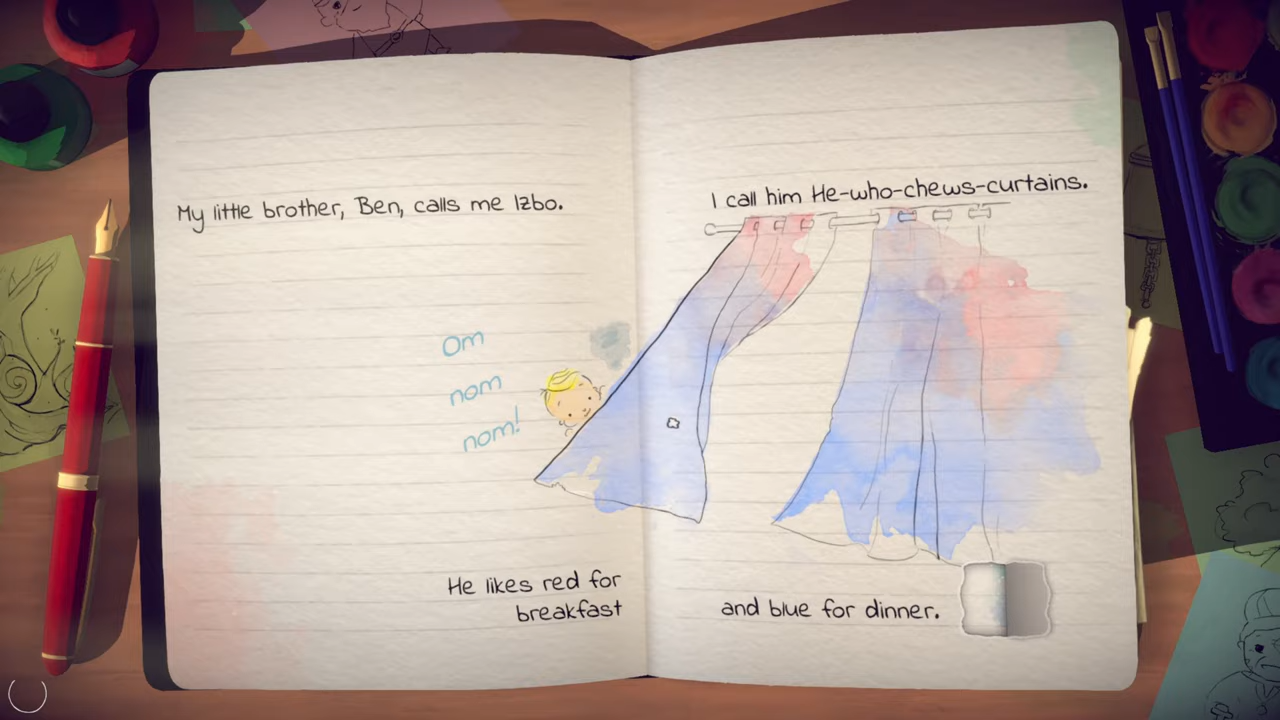 My little brother, Ben, calls me Izbo.
Om
nom
nom!
He likes red for
breakfast
I call him He-who-chews-curtains.
and blue for dinner.